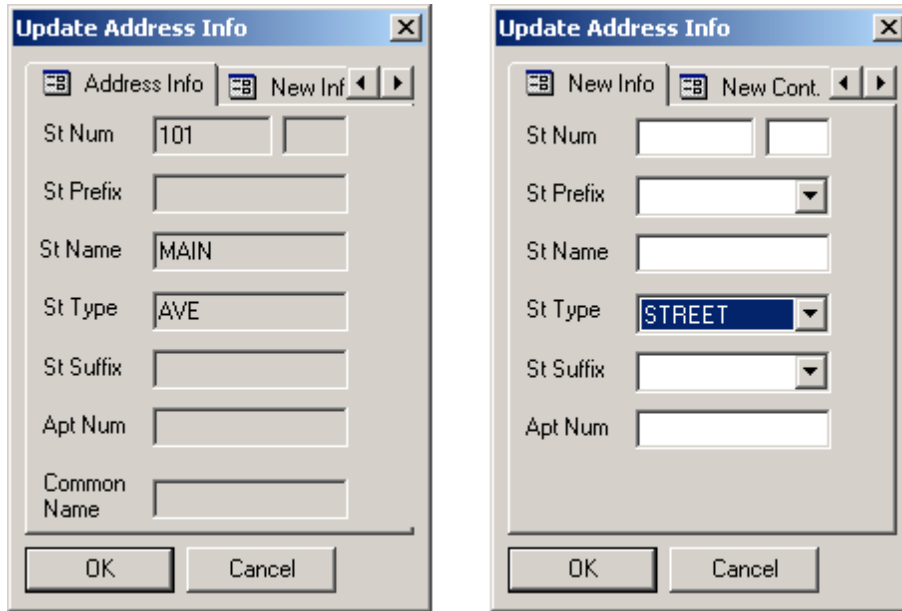 Update Address Info
Address Info New Inf
St Num 101
St Prefix
St Name MAIN
St Type AVE
St Suffix
Apt Num
Common
Name
OK Cancel
Update Address Info
New Info New Cont.
St Num
St Prefix
St Name
St Type STREET
St Suffix
Apt Num
OK Cancel